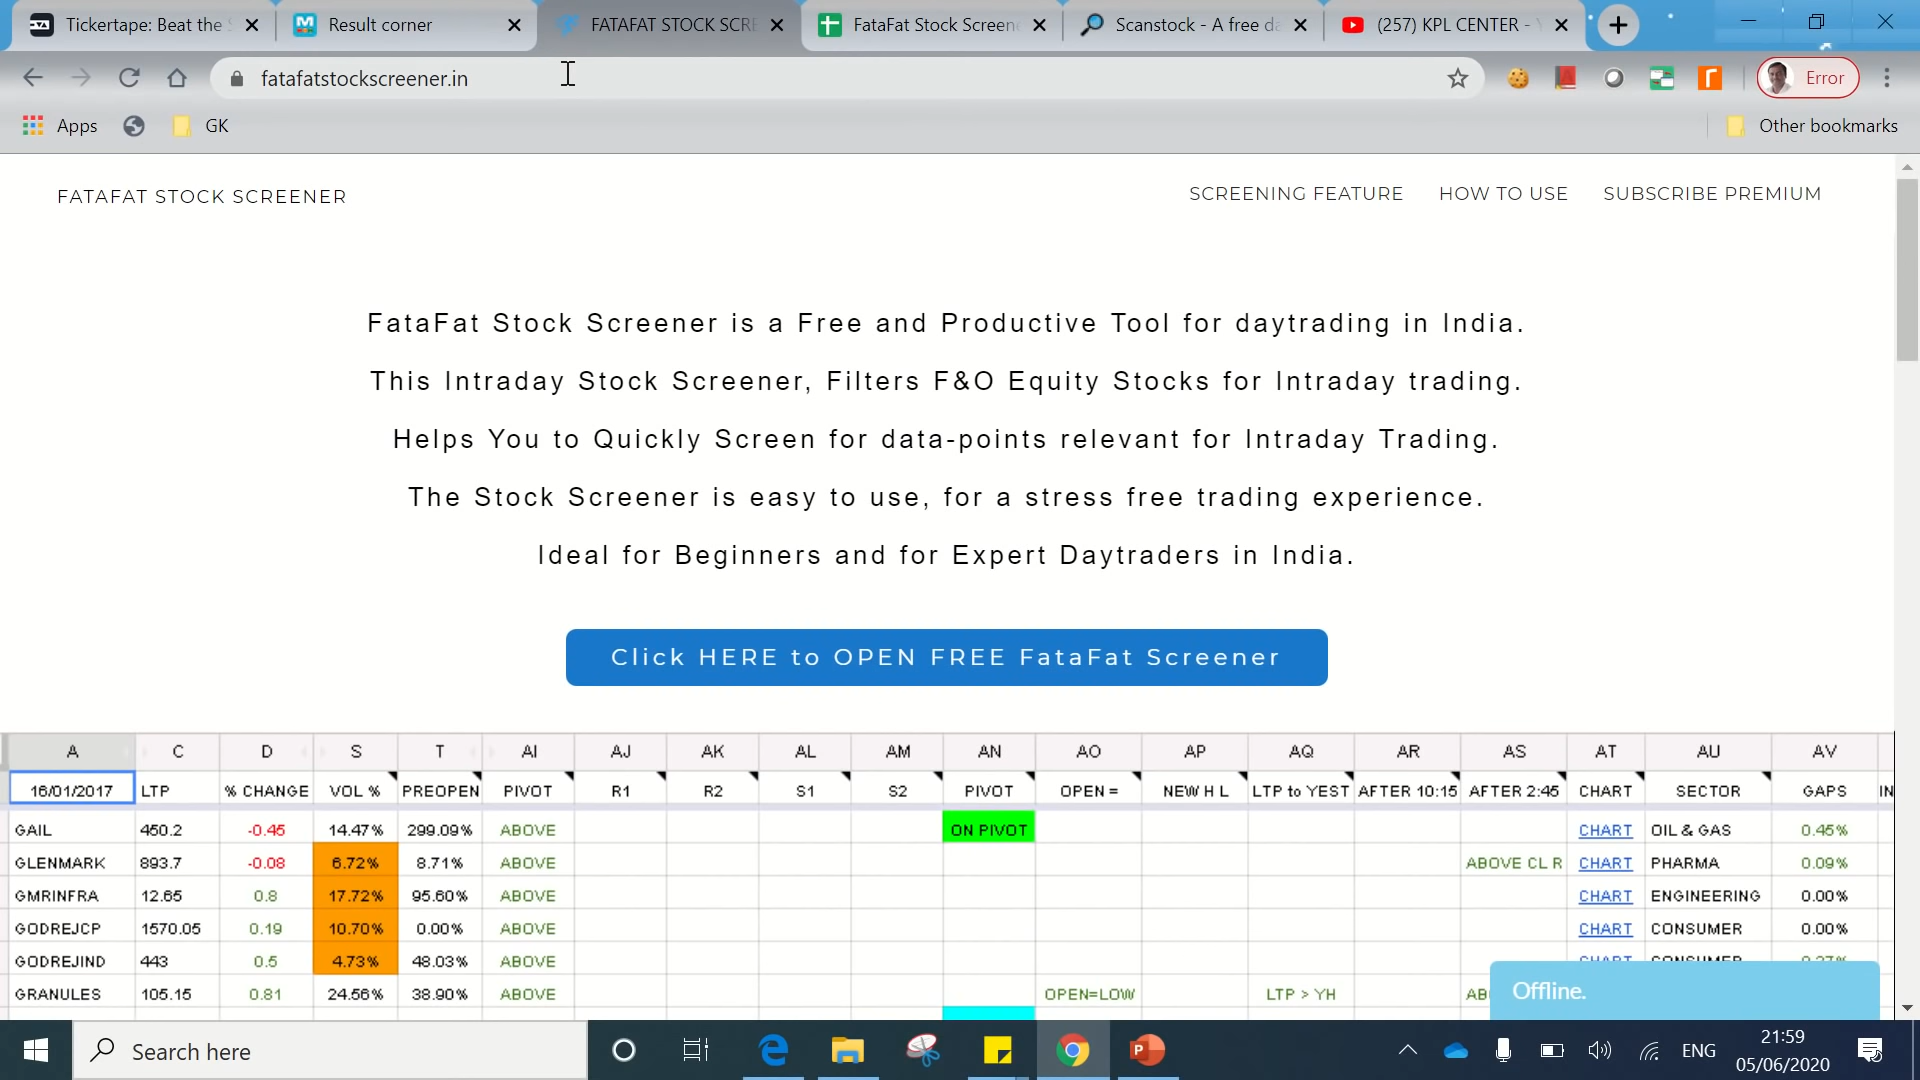 Tickertape: Beat the
Result corner
FATAFAT STOCK SCRE
FataFat Stock Screene
Scanstock - A free da
(257) KPL CENTER -
fatafatstockscreener.in
Error
Apps
GK
Other bookmarks
FATAFAT STOCK SCREENER
SCREENING FEATURE HOW TO USE SUBSCRIBE PREMIUM
FataFat Stock Screener is a Free and Productive Tool for daytrading in India.
This Intraday Stock Screener, Filters F&O Equity Stocks for Intraday trading.
Helps You to Quickly Screen for data-points relevant for Intraday Trading.
The Stock Screener is easy to use, for a stress free trading experience.
Ideal for Beginners and for Expert Daytraders in India.
Click HERE to OPEN FREE FataFat Screener
A C D S T AI AJ AK AL AM AN AO AP AQ AR AS AT AU AV
16/01/2017 LTP % CHANGE VOL % PREOPEN PIVOT R1 R2 S1 S2 PIVOT OPEN = NEW H L LTP to YEST AFTER 10:15 AFTER 2:45 CHART SECTOR GAPS IN
GAIL 450.2 -0.45 14.47% 299.09% ABOVE ON PIVOT CHART OIL & GAS 0.45%
GLENMARK 893.7 -0.08 6.72% 8.71% ABOVE ABOVE CL R CHART PHARMA 0.09%
GMRINFRA 12.65 0.8 17.72% 95.60% ABOVE CHART ENGINEERING 0.00%
GODREJCP 1570.05 0.19 10.70% 0.00% ABOVE CHART CONSUMER 0.00%
GODREJIND 443 0.5 4.73% 48.03% ABOVE CHART CONSUMER
GRANULES 105.15 0.81 24.56% 38.90% ABOVE OPEN=LOW LTP > YH AB
Offline.
Search here
ENG
21:59
05/06/2020